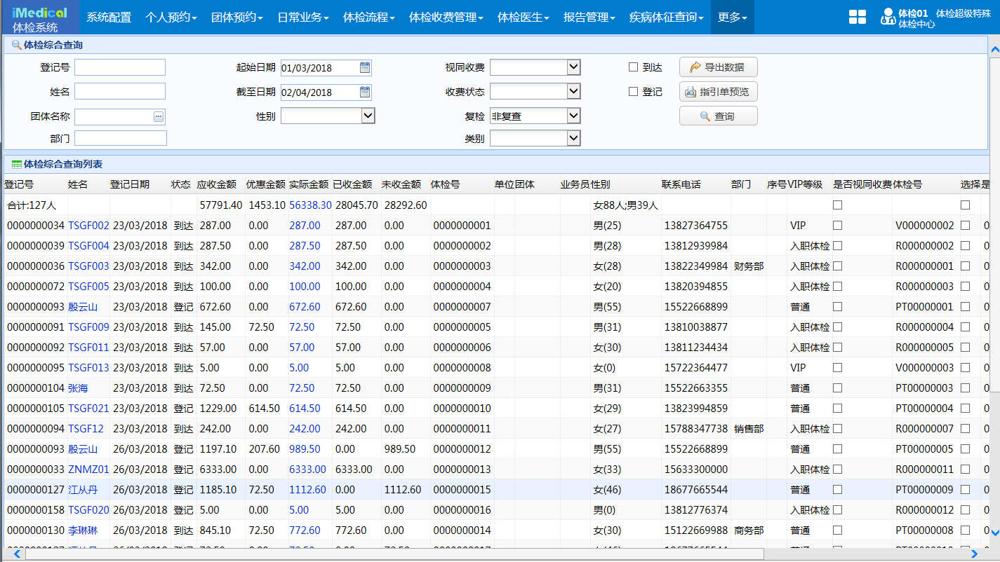 iMedical
体检系统
系统配置 个人预约 团体预约 日常业务 体检流程 体检收费管理 体检医生 报告管理 疾病体征查询 更多
体检01 体检超级特殊
体检中心
体检综合查询
登记号 起始日期 01/03/2018 视同收费 到达 导出数据
姓名 截至日期 02/04/2018 收费状态 登记 指引单预览
团体名称 性别 复检 非复查 查询
部门 类别
体检综合查询列表
登记号 姓名 登记日期 状态 应收金额 优惠金额 实际金额 已收金额 未收金额 体检号 单位团体 业务员 性别 联系电话 部门 序号 VIP等级 是否视同收费 体检号 选择 是
合计:127人 57791.40 1453.10 56338.30 28045.70 28292.60 女88人;男39人
0000000034 TSGF002 23/03/2018 到达 287.00 0.00 287.00 287.00 0.00 0000000001 男(25) 13827364755 VIP V000000002 0
0000000039 TSGF004 23/03/2018 到达 287.50 0.00 287.50 287.50 0.00 0000000002 男(28) 13812939984 入职体检 R000000002 0
0000000036 TSGF003 23/03/2018 到达 342.00 0.00 342.00 342.00 0.00 0000000003 女(28) 13822349984 财务部 入职体检 R000000001 0
0000000072 TSGF005 23/03/2018 到达 100.00 0.00 100.00 100.00 0.00 0000000004 女(20) 13820394855 入职体检 R000000003 0
0000000093 殷云山 23/03/2018 登记 672.60 0.00 672.60 672.60 0.00 0000000007 男(55) 15522668899 普通 PT00000001 0
0000000091 TSGF009 23/03/2018 到达 145.00 72.50 72.50 72.50 0.00 0000000005 男(31) 13810038877 入职体检 R000000004 0
0000000092 TSGF011 23/03/2018 到达 57.00 0.00 57.00 57.00 0.00 0000000006 女(30) 13811234434 入职体检 R000000005 0
0000000095 TSGF013 23/03/2018 到达 5.00 0.00 5.00 5.00 0.00 0000000008 女(0) 15722364477 VIP V000000003 0
0000000104 张海 23/03/2018 到达 72.50 0.00 72.50 72.50 0.00 0000000009 男(31) 15522663355 普通 PT00000003 0
0000000105 TSGF021 23/03/2018 登记 1229.00 614.50 614.50 614.50 0.00 0000000010 女(29) 13823994859 普通 PT00000004 0
0000000094 TSGF12 23/03/2018 到达 242.00 0.00 242.00 242.00 0.00 0000000011 女(27) 15788347738 销售部 入职体检 R000000007 0
0000000093 殷云山 26/03/2018 登记 1197.10 207.60 989.50 0.00 989.50 0000000012 男(55) 15522668899 普通 PT00000005 0
0000000033 ZNMZ01 26/03/2018 登记 6333.00 0.00 6333.00 6333.00 0.00 0000000013 女(33) 15633300000 入职体检 R000000011 0
0000000127 江从丹 26/03/2018 登记 1185.10 72.50 1112.60 0.00 1112.60 0000000015 女(46) 18677665544 普通 PT00000009 0
0000000158 TSGF020 26/03/2018 登记 5.00 0.00 5.00 5.00 0.00 0000000016 男(0) 13812776374 入职体检 R000000012 0
0000000130 李琳琳 26/03/2018 到达 845.10 72.50 772.60 772.60 0.00 0000000014 女(30) 15122669988 商务部 普通 PT00000008 0